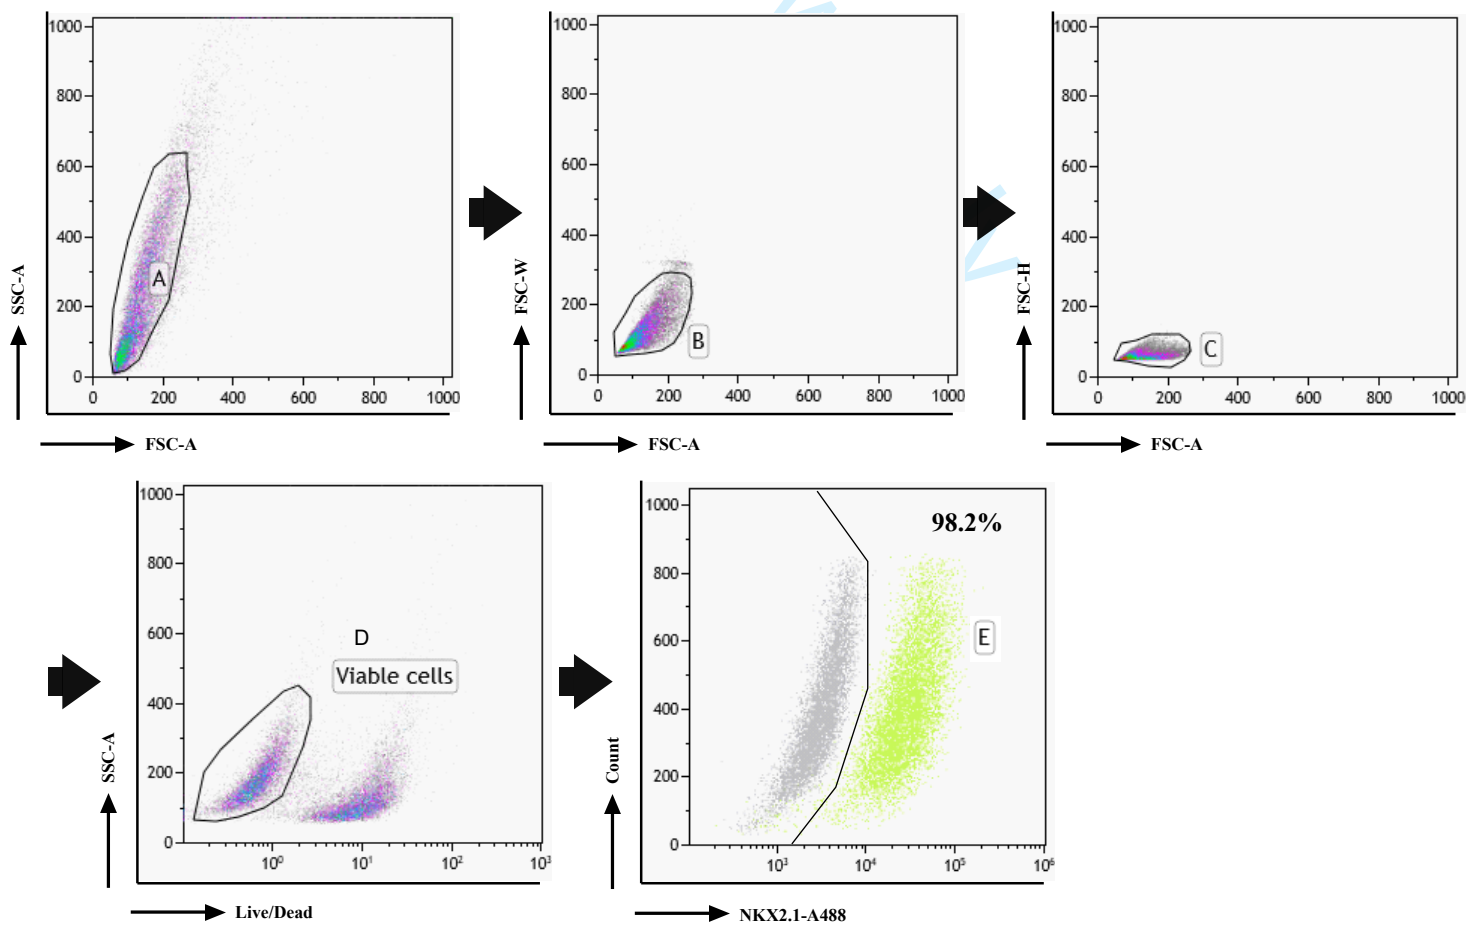 1000
800
600
400
200
0
0 200 400 600 800 1000
SSC-A
FSC-A
A
1000
800
600
400
200
0
0 200 400 600 800 1000
FSC-W
FSC-A
B
1000
800
600
400
200
0
0 200 400 600 800 1000
FSC-H
FSC-A
C
1000
800
600
400
200
0
10⁰ 10¹ 10² 10³
SSC-A
Live/Dead
D
Viable cells
1000
800
600
400
200
0
10³ 10⁴ 10⁵ 10⁶
Count
NKX2.1-A488
98.2%
E